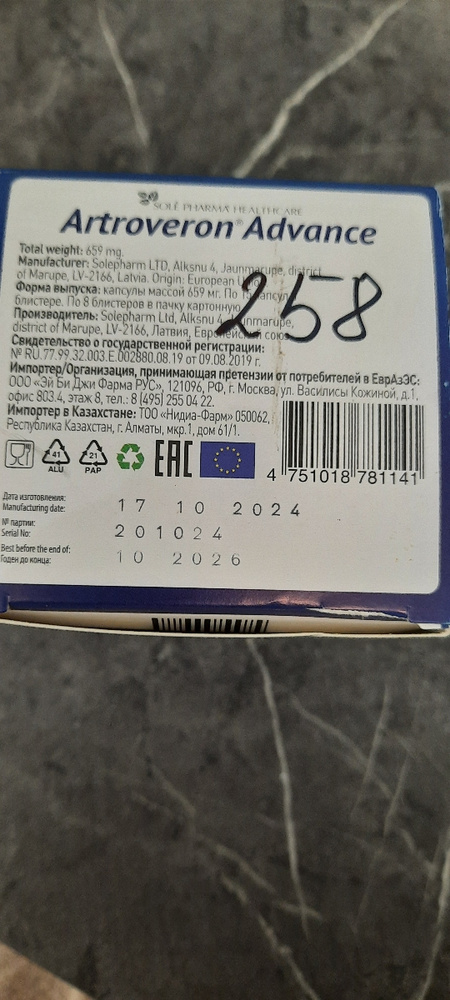 SOLE PHARMA HEALTHCARE
Artroveron® Advance
Total weight: 659 mg.
Manufacturer: Solepharm LTD, Alksnu 4, Jaunmarupe, district
of Marupe, LV-2166, Latvia. Origin: European
Форма выпуска: капсулы массой 659 мг. По 15 капсул
блистере. По 8 блистеров в пачку картонную
Производитель: Solepharm Ltd, Alksnu 4, Jaunmarupe,
district of Marupe, LV-2166, Латвия, Европейский союз
Свидетельство о государственной регистрации:
№ RU.77.99.32.003.E.002880.08.19 от 09.08.2019 г.
Импортер/Организация, принимающая претензии от потребителей в ЕврАзЭС:
ООО «Эй Би Джи Фарма РУС», 121096, РФ, г. Москва, ул. Василисы Кожиной, д.1,
офис 803.4, этаж 8, тел.: 8 (495) 255 04 22.
Импортер в Казахстане: ТОО «Нидиа-Фарм» 050062,
Республика Казахстан, г. Алматы, мкр.1, дом 61/1.
258
41
ALU
21
PAP
EAC
4 751018 781141
Дата изготовления:
Manufacturing date:
17 10 2024
№ партии:
Serial No:
201024
Best before the end of:
Годен до конца:
10 2026